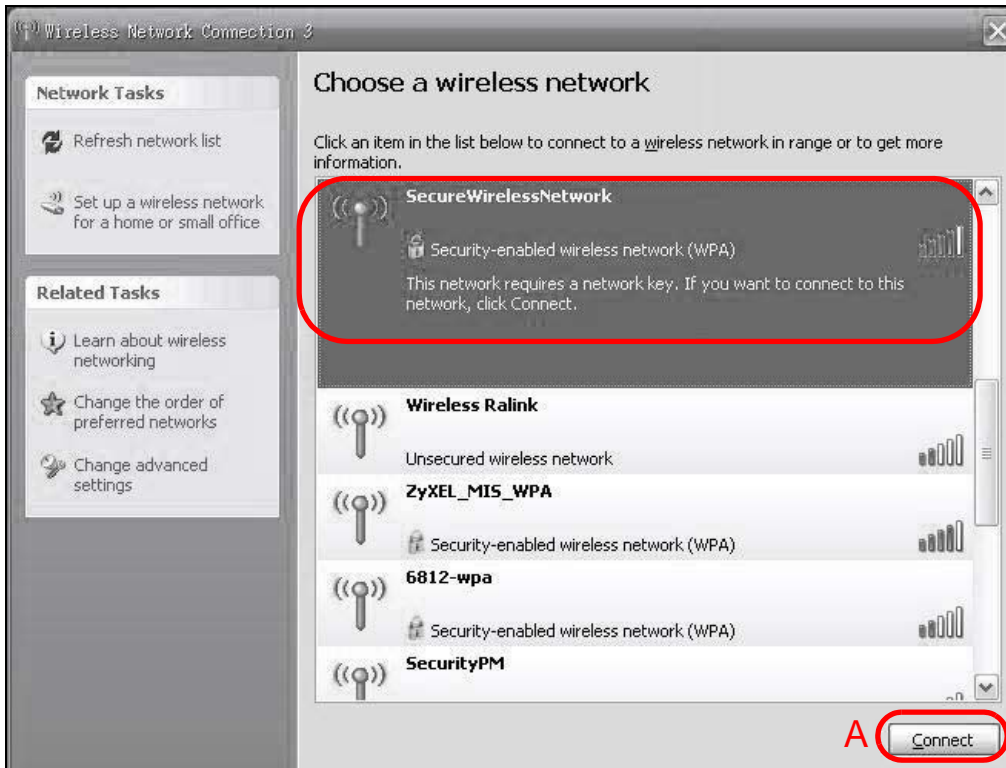 Wireless Network Connection 3
Network Tasks
Refresh network list
Set up a wireless network
for a home or small office
Related Tasks
Learn about wireless
networking
Change the order of
preferred networks
Change advanced
settings
Choose a wireless network
Click an item in the list below to connect to a wireless network in range or to get more
information.
SecureWirelessNetwork
Security-enabled wireless network (WPA)
This network requires a network key. If you want to connect to this
network, click Connect.
Wireless Ralink
Unsecured wireless network
ZyXEL_MIS_WPA
Security-enabled wireless network (WPA)
6812-wpa
Security-enabled wireless network (WPA)
SecurityPM
A
Connect